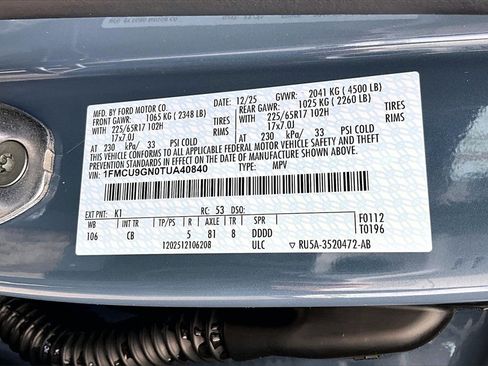 MFD. BY FORD MOTOR CO.
DATE: 12/25 GVWR: 2041 KG ( 4500 LB)
FRONT GAWR: 1065 KG ( 2348 LB) REAR GAWR: 1025 KG ( 2260 LB)
WITH 225/65R17 102H TIRES WITH 225/65R17 102H TIRES
17x7.0J RIMS 17x7.0J RIMS
AT 230 kPa/ 33 PSI COLD AT 230 kPa/ 33 PSI COLD
THIS VEHICLE CONFORMS TO ALL APPLICABLE FEDERAL MOTOR VEHICLE SAFETY AND THEFT
PREVENTION STANDARDS IN EFFECT ON THE DATE OF MANUFACTURE SHOWN ABOVE.
VIN: 1FMCU9GN0TUA40840 TYPE: MPV
EXT PNT: K1 RC: 53 DSO: F0112
WB INT TR TP/PS R AXLE TR SPR T0196
106 CB 5 81 8 DDDD
1202512106208 ULC ▽ RU5A-3520472-AB